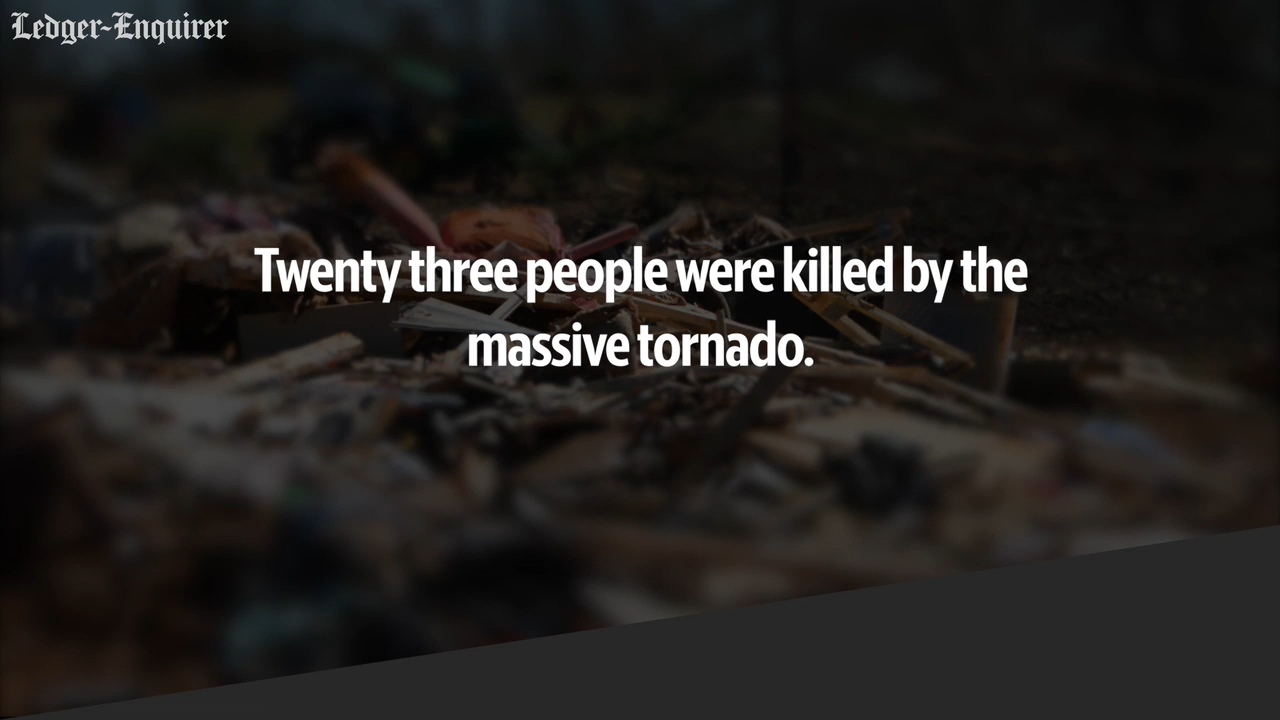 Ledger-Enquirer
Twenty three people were killed by the
massive tornado.